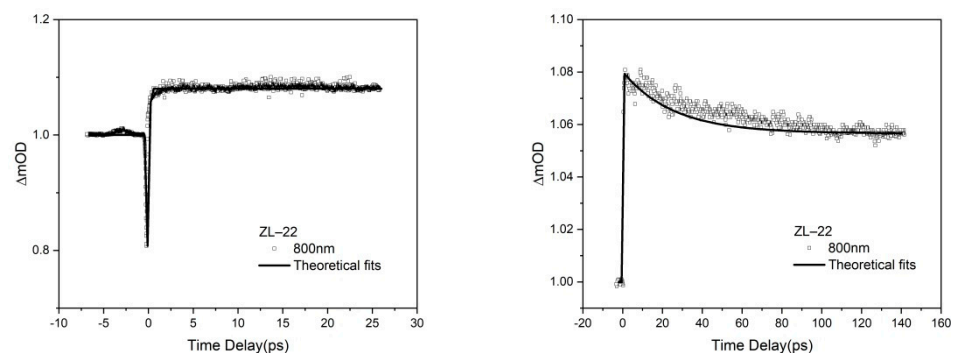 1.2
1.0
0.8
ΔmOD
ZL–22
800nm
Theoretical fits
-10 -5 0 5 10 15 20 25 30
Time Delay(ps)
1.10
1.08
1.06
1.04
1.02
1.00
ΔmOD
ZL–22
800nm
Theoretical fits
-20 0 20 40 60 80 100 120 140 160
Time Delay(ps)